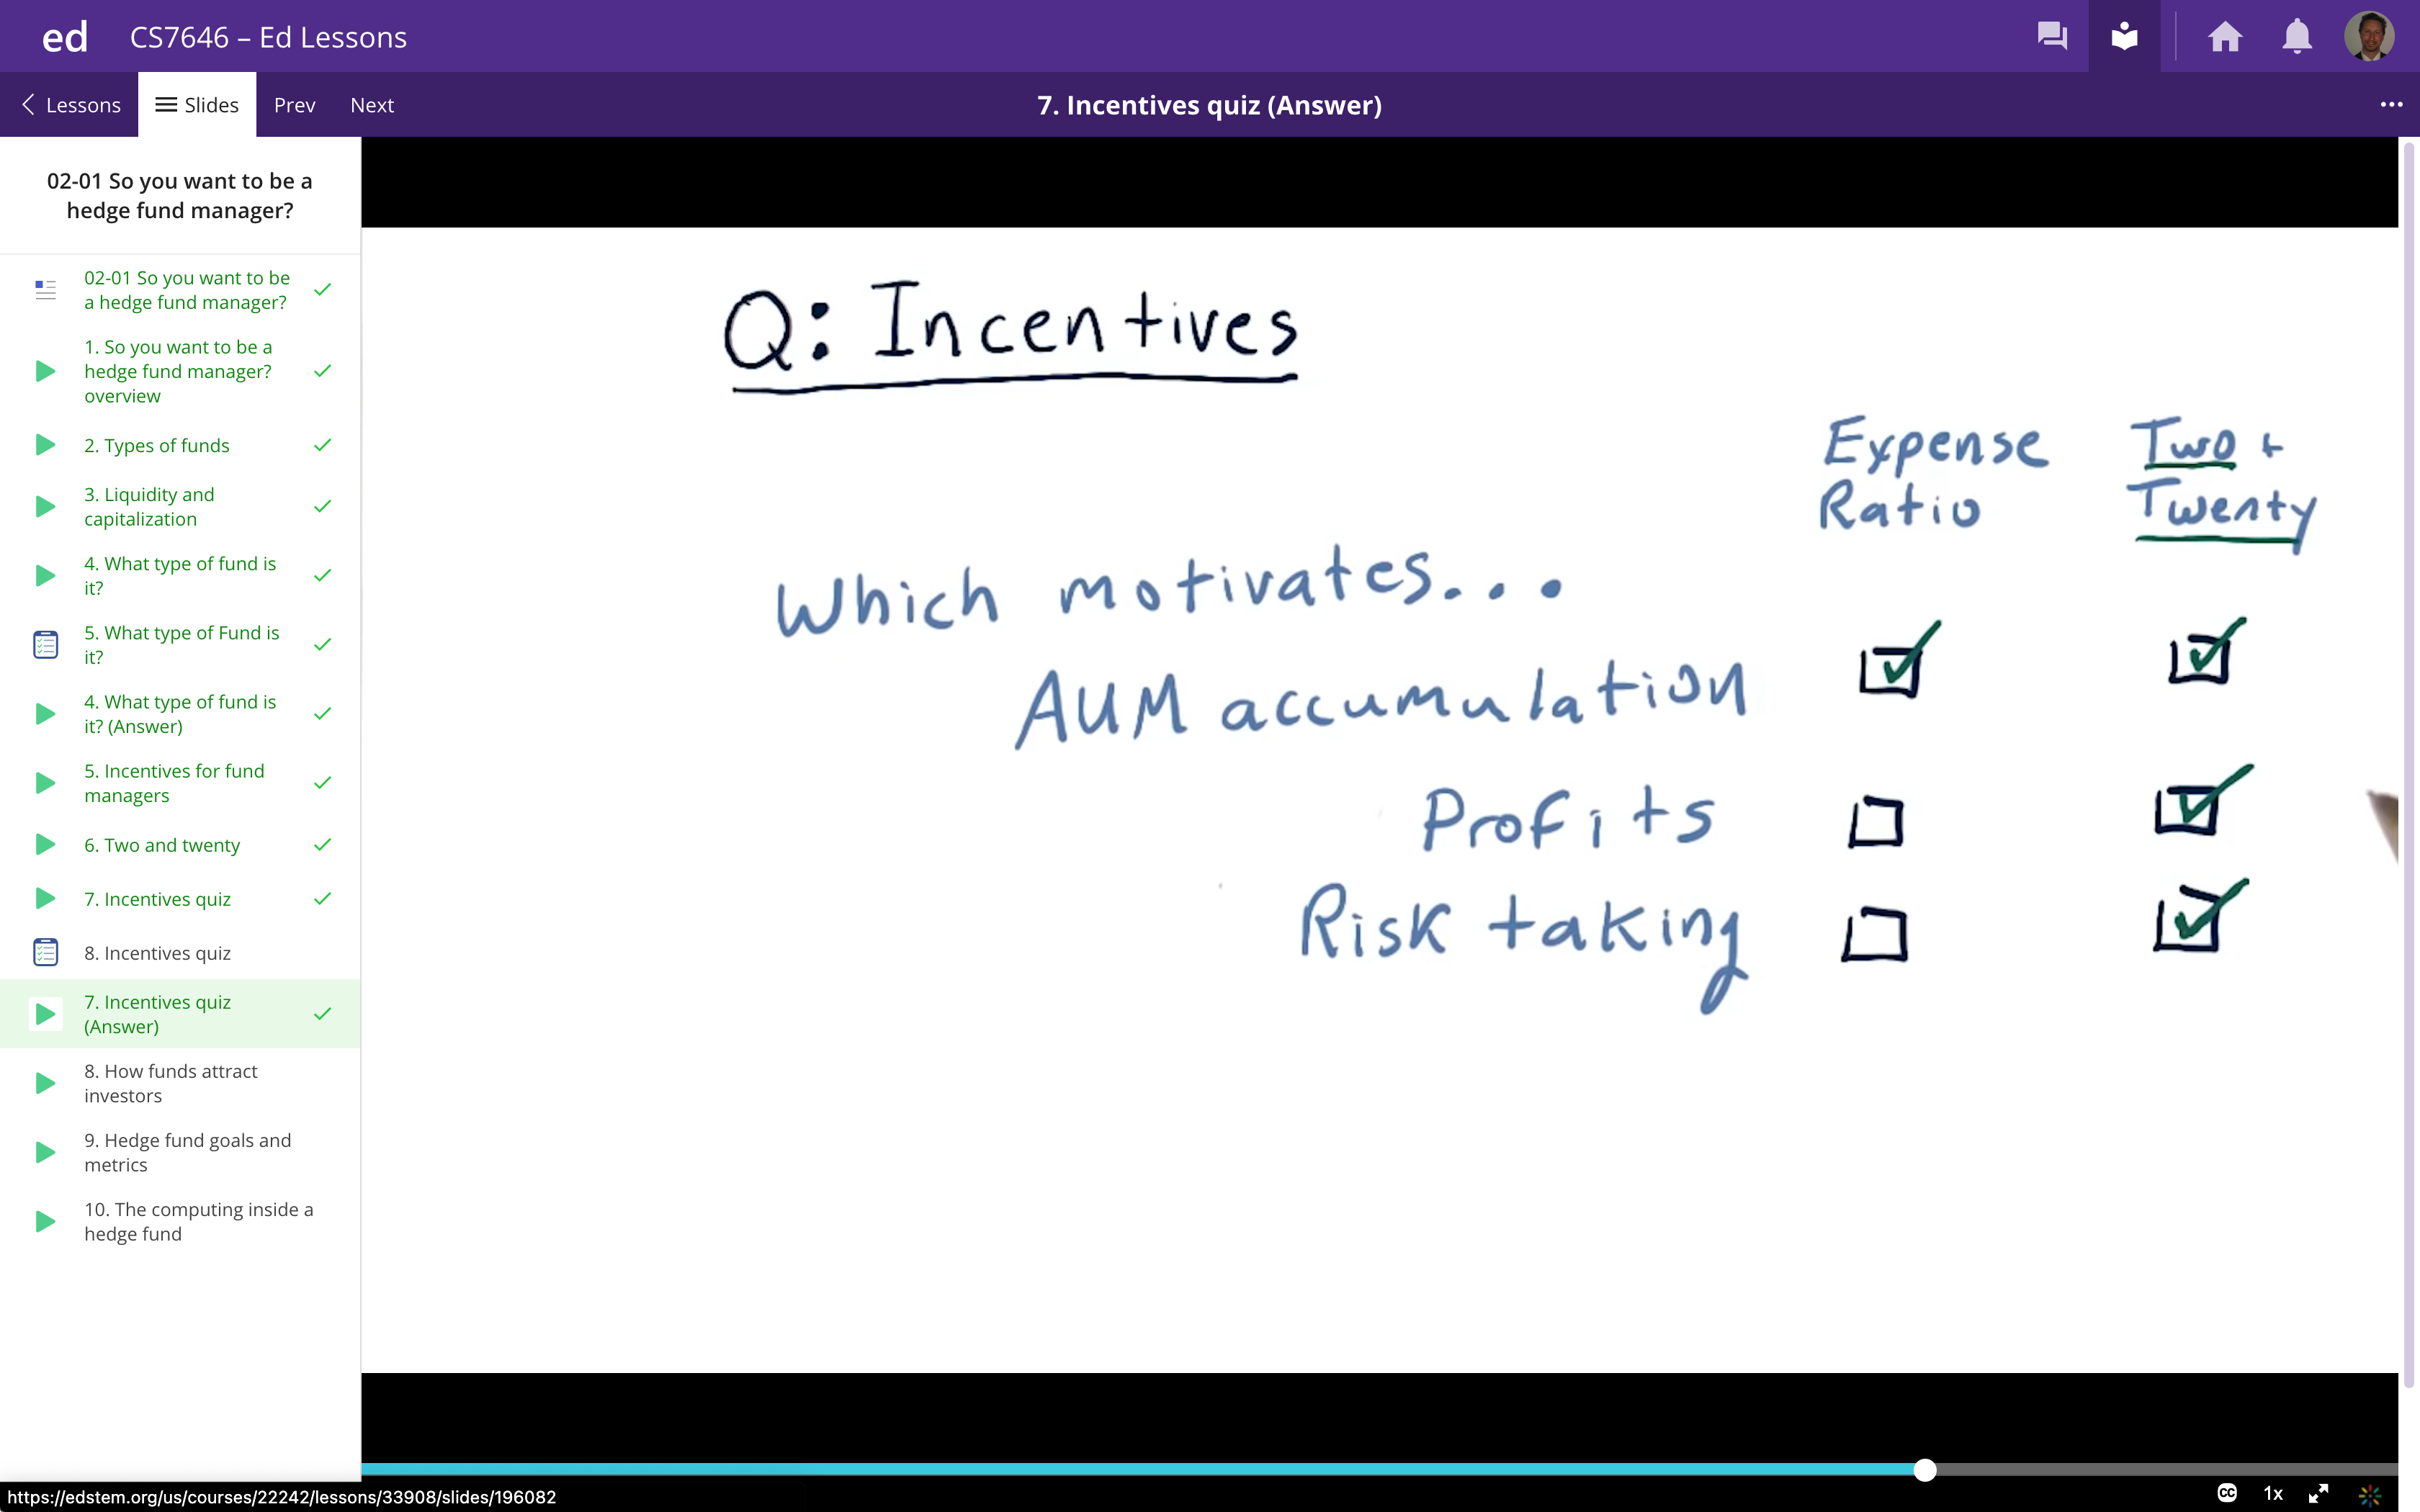 ed CS7646 – Ed Lessons
Lessons Slides Prev Next 7. Incentives quiz (Answer)
02-01 So you want to be a
hedge fund manager?
02-01 So you want to be
a hedge fund manager?
1. So you want to be a
hedge fund manager?
overview
2. Types of funds
3. Liquidity and
capitalization
4. What type of fund is
it?
5. What type of Fund is
it?
4. What type of fund is
it? (Answer)
5. Incentives for fund
managers
6. Two and twenty
7. Incentives quiz
8. Incentives quiz
7. Incentives quiz
(Answer)
8. How funds attract
investors
9. Hedge fund goals and
metrics
10. The computing inside a
hedge fund
Q: Incentives
Expense
Ratio
Two +
Twenty
Which motivates...
AUM accumulation
Profits
Risk taking
https://edstem.org/us/courses/22242/lessons/33908/slides/196082
CC 1x